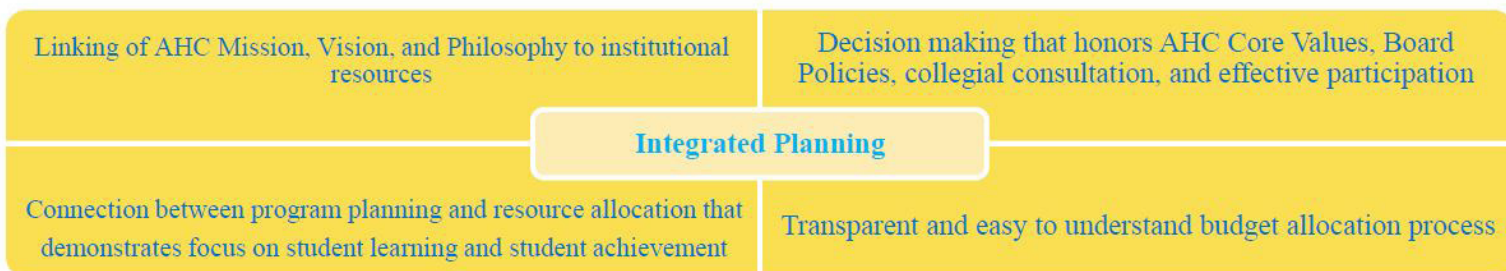 Linking of AHC Mission, Vision, and Philosophy to institutional
resources
Decision making that honors AHC Core Values, Board
Policies, collegial consultation, and effective participation
Integrated Planning
Connection between program planning and resource allocation that
demonstrates focus on student learning and student achievement
Transparent and easy to understand budget allocation process